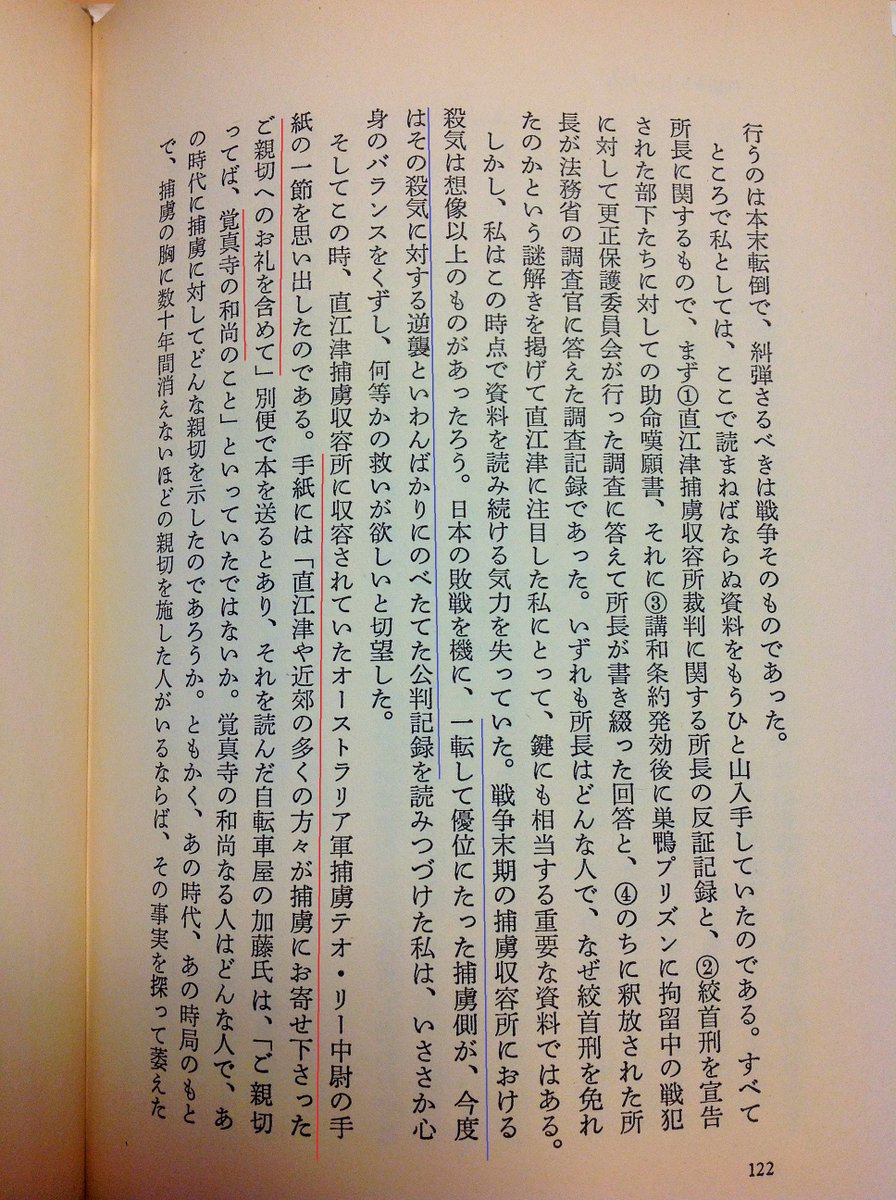 行うのは本末転倒で、糾弾さるべきは戦争そのものであった。
ところで私としては、ここで読まねばならぬ資料をもうひと山入手していたのである。すべて
所長に関するもので、まず①直江津捕虜収容所裁判に関する所長の反証記録と、②絞首刑を宣告
された部下たちに対しての助命嘆願書、それに③講和条約発効後に巣鴨プリズンに拘留中の戦犯
に対して更正保護委員会が行った調査に答えて所長が書き綴った回答と、④のちに釈放された所
長が法務省の調査官に答えた調査記録であった。いずれも所長はどんな人で、なぜ絞首刑を免れ
たのかという謎解きを掲げて直江津に注目した私にとって、鍵にも相当する重要な資料ではある。
しかし、私はこの時点で資料を読み続ける気力を失っていた。戦争末期の捕虜収容所における
殺気は想像以上のものがあったろう。日本の敗戦を機に、一転して優位にたった捕虜側が、今度
はその殺気に対する逆襲といわんばかりにのべたてた公判記録を読みつづけた私は、いささか心
身のバランスをくずし、何等かの救いが欲しいと切望した。
そしてこの時、直江津捕虜収容所に収容されていたオーストラリア軍捕虜テオ・リー中尉の手
紙の一節を思い出したのである。手紙には「直江津や近郊の多くの方々が捕虜にお寄せ下さった
ご親切へのお礼を含めて」別便で本を送るとあり、それを読んだ自転車屋の加藤氏は、「ご親切
ってば、覚真寺の和尚のこと」といっていたではないか。覚真寺の和尚なる人はどんな人で、あ
の時代に捕虜に対してどんな親切を示したのであろうか。ともかく、あの時代、あの時局のもと
で、捕虜の胸に数十年間消えないほどの親切を施した人がいるならば、その事実を探って萎えた
122